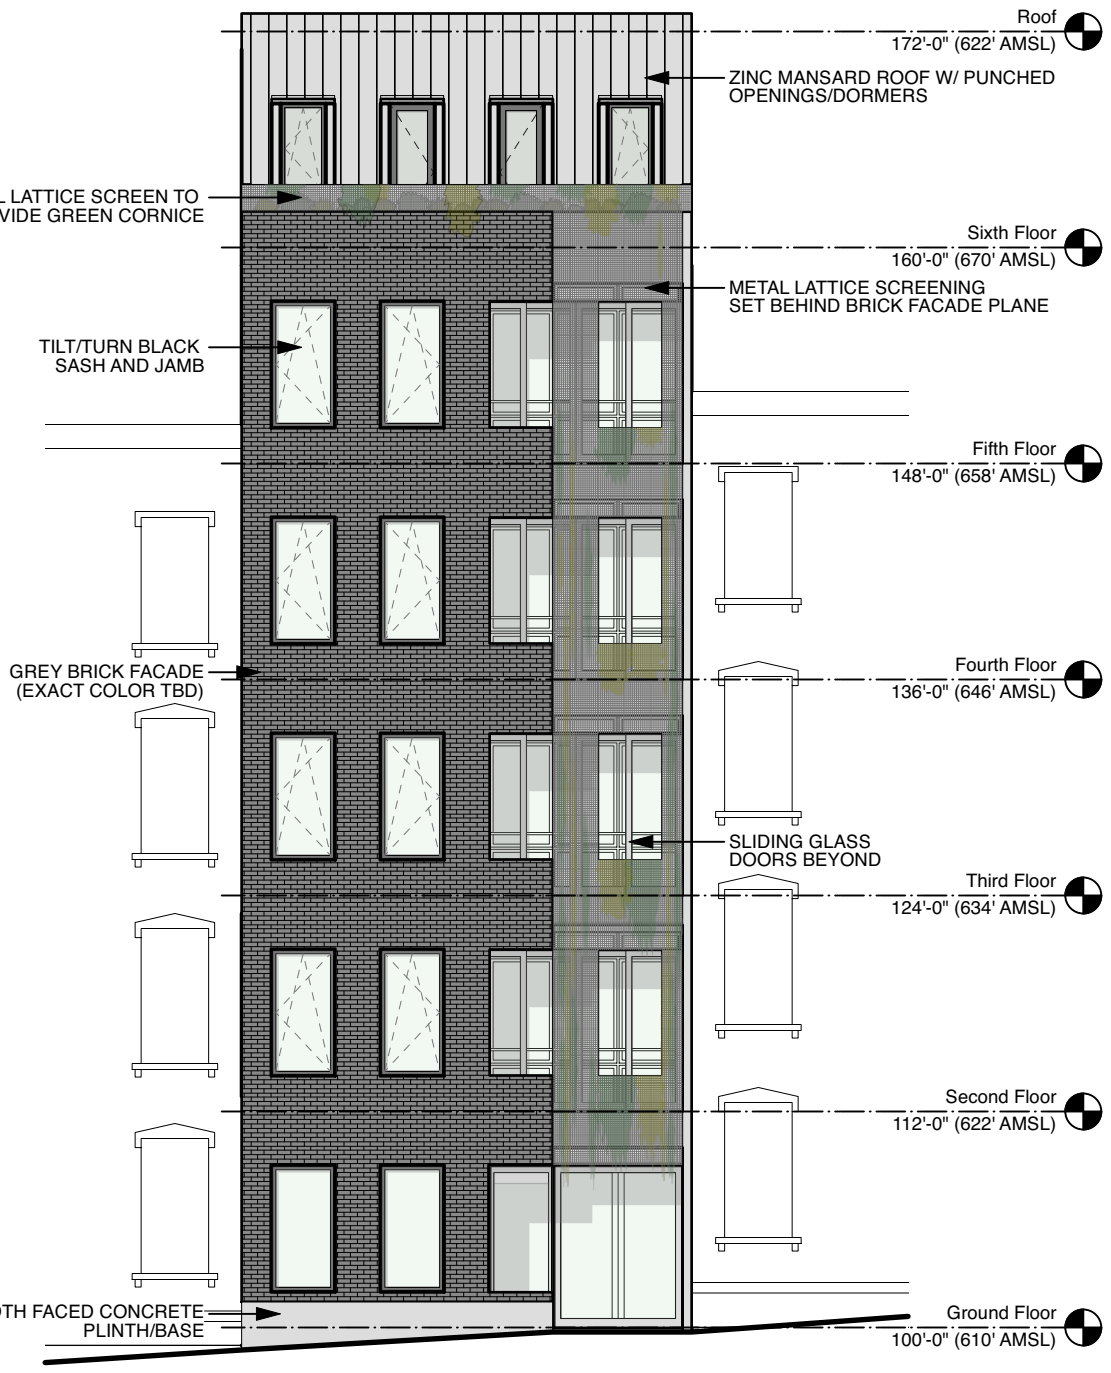 Roof
172'-0" (622' AMSL)
ZINC MANSARD ROOF W/ PUNCHED
OPENINGS/DORMERS
LATTICE SCREEN TO
GREEN CORNICE
Sixth Floor
160'-0" (670' AMSL)
METAL LATTICE SCREENING
SET BEHIND BRICK FACADE PLANE
TILT/TURN BLACK
SASH AND JAMB
Fifth Floor
148'-0" (658' AMSL)
GREY BRICK FACADE
(EXACT COLOR TBD)
Fourth Floor
136'-0" (646' AMSL)
SLIDING GLASS
DOORS BEYOND
Third Floor
124'-0" (634' AMSL)
Second Floor
112'-0" (622' AMSL)
FACED CONCRETE
PLINTH/BASE
Ground Floor
100'-0" (610' AMSL)